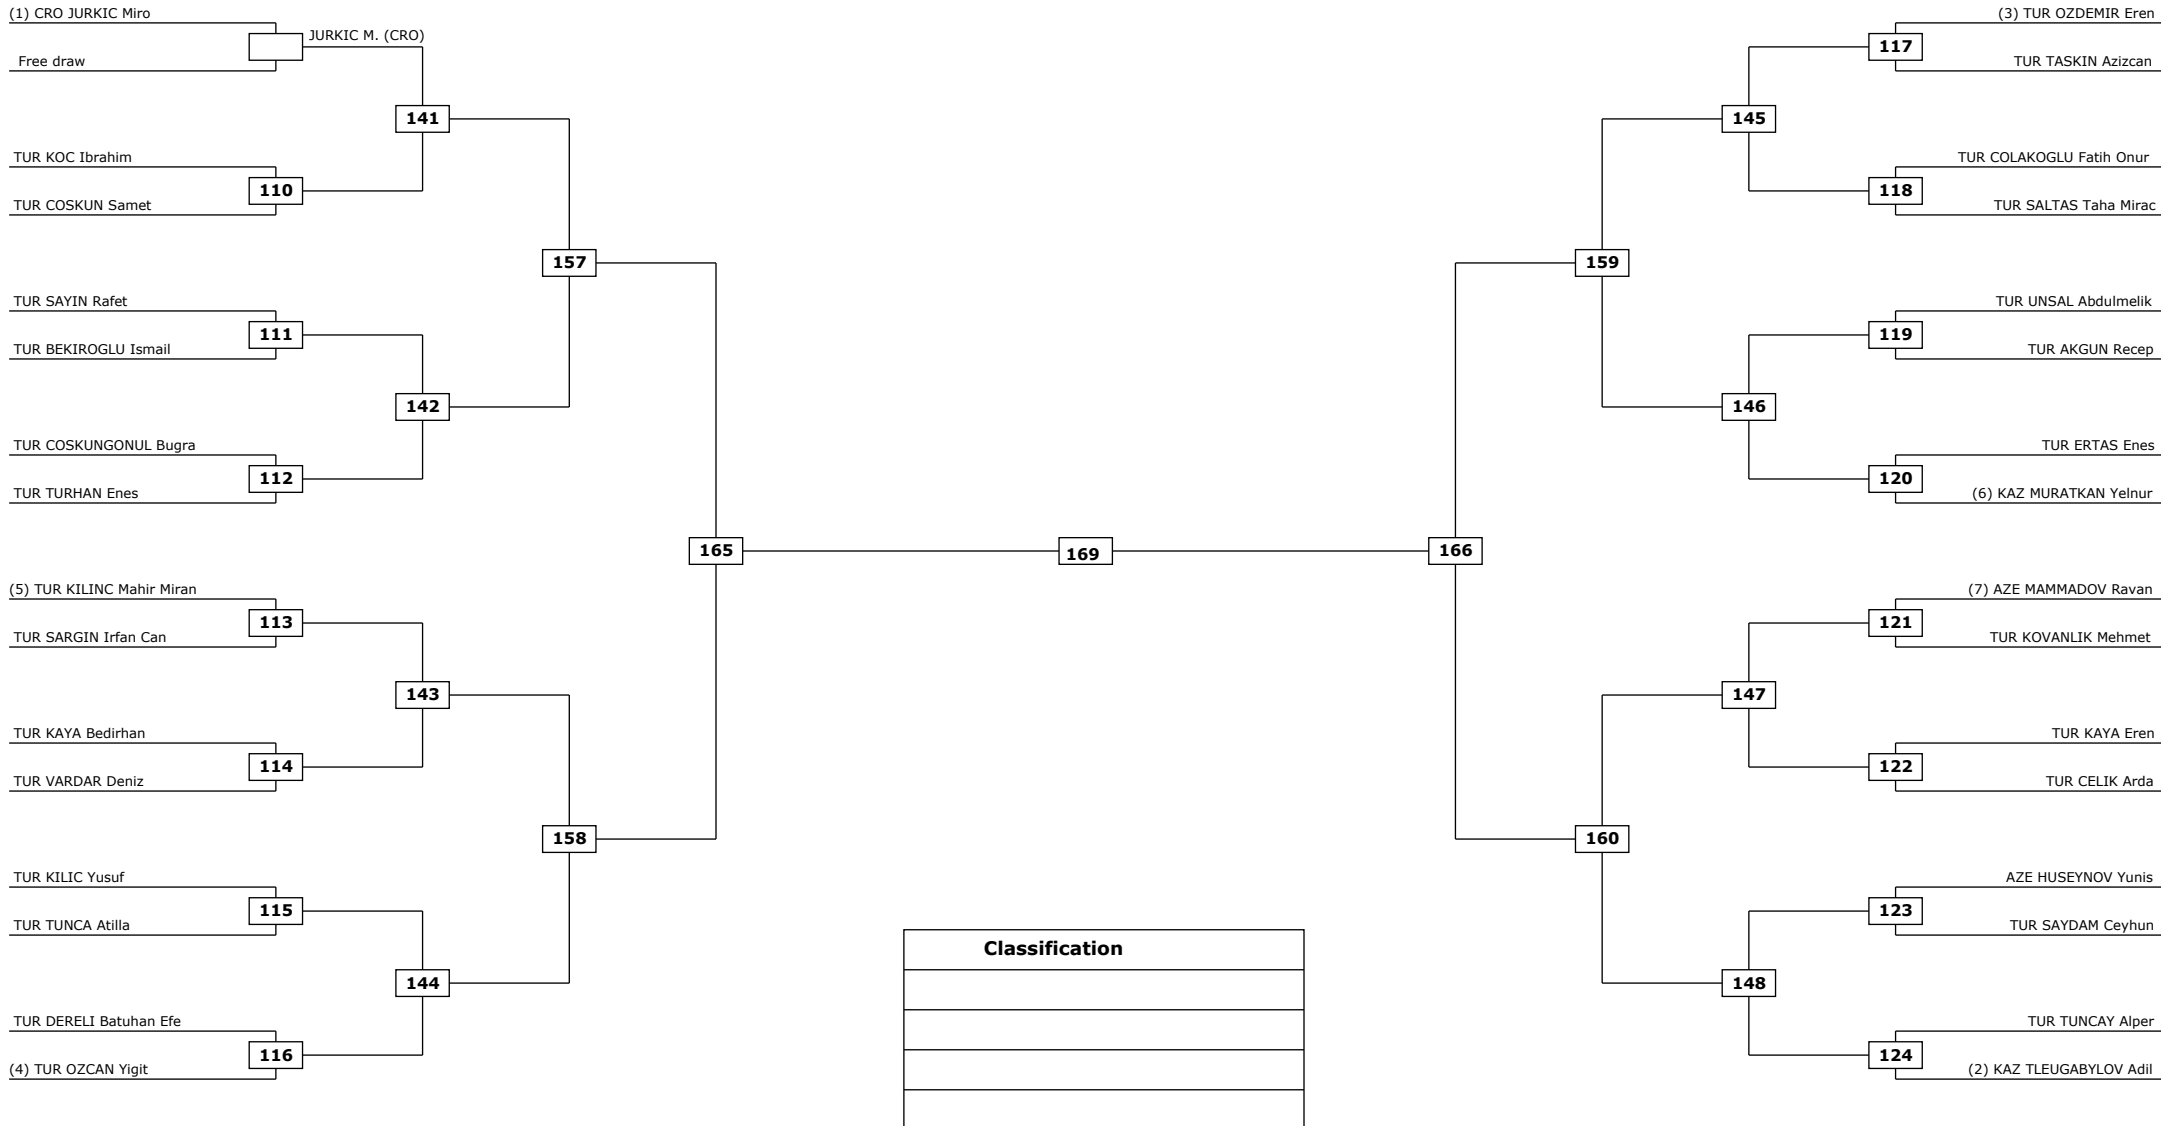 (1) CRO JURKIC Miro
JURKIC M. (CRO)
Free draw
141
TUR KOC Ibrahim
110
TUR COSKUN Samet
157
TUR SAYIN Rafet
111
TUR BEKIROGLU Ismail
142
TUR COSKUNGONUL Bugra
112
TUR TURHAN Enes
165
(5) TUR KILINC Mahir Miran
113
TUR SARGIN Irfan Can
143
TUR KAYA Bedirhan
114
TUR VARDAR Deniz
158
TUR KILIC Yusuf
115
TUR TUNCA Atilla
144
TUR DERELI Batuhan Efe
116
(4) TUR OZCAN Yigit
169
(3) TUR OZDEMIR Eren
117
TUR TASKIN Azizcan
145
TUR COLAKOGLU Fatih Onur
118
TUR SALTAS Taha Mirac
159
TUR UNSAL Abdulmelik
119
TUR AKGUN Recep
146
TUR ERTAS Enes
120
(6) KAZ MURATKAN Yelnur
166
(7) AZE MAMMADOV Ravan
121
TUR KOVANLIK Mehmet
147
TUR KAYA Eren
122
TUR CELIK Arda
160
AZE HUSEYNOV Yunis
123
TUR SAYDAM Ceyhun
148
TUR TUNCAY Alper
124
(2) KAZ TLEUGABYLOV Adil
Classification